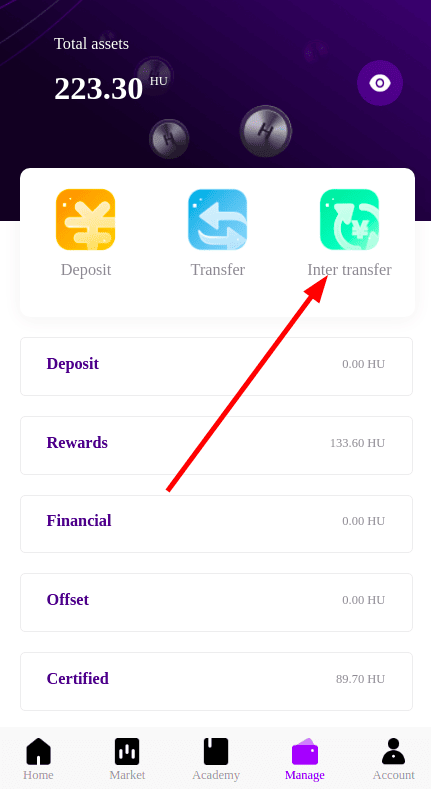 Total assets
223.30 HU
Deposit Transfer Inter transfer
Deposit 0.00 HU
Rewards 133.60 HU
Financial 0.00 HU
Offset 0.00 HU
Certified 89.70 HU
Home Market Academy Manage Account